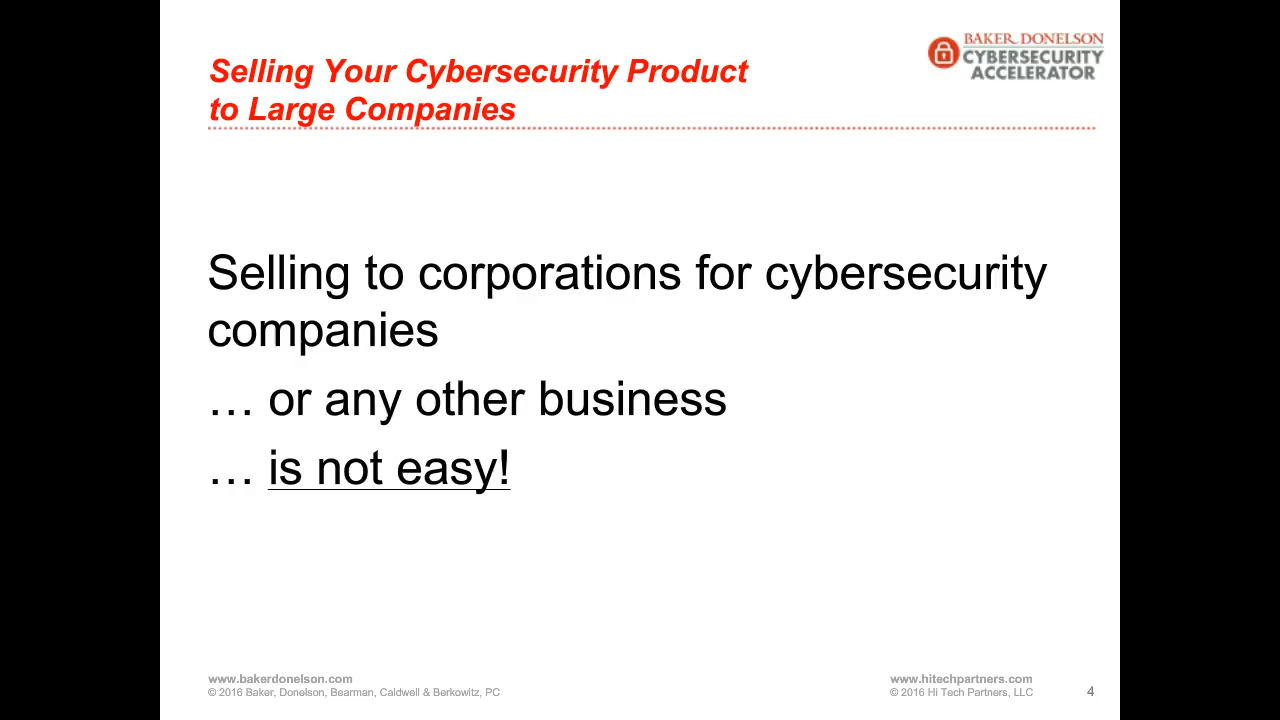 BAKER DONELSON
CYBERSECURITY
ACCELERATOR
Selling Your Cybersecurity Product
to Large Companies
Selling to corporations for cybersecurity
companies
… or any other business
… is not easy!
www.bakerdonelson.com
© 2016 Baker, Donelson, Bearman, Caldwell & Berkowitz, PC
www.hitechpartners.com
© 2016 Hi Tech Partners, LLC
4